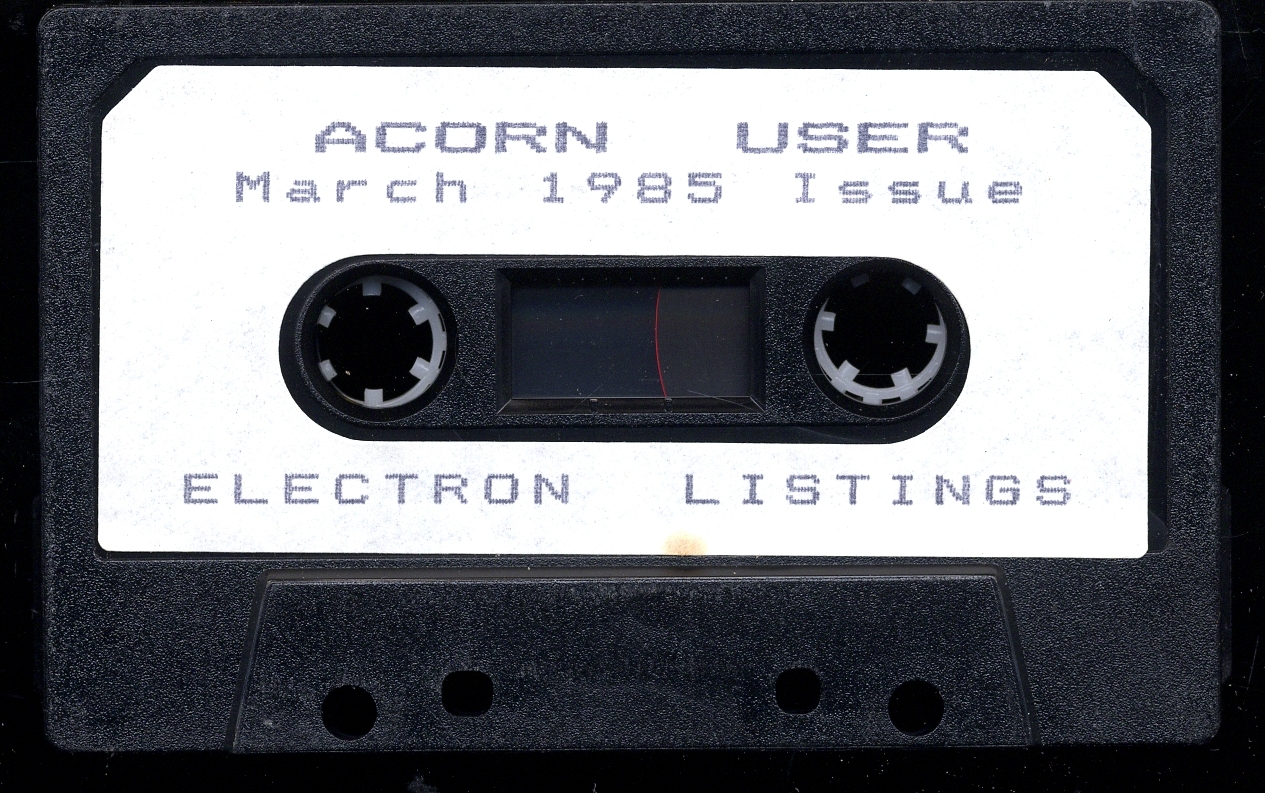 ACORN USER
March 1985 Issue
ELECTRON LISTINGS